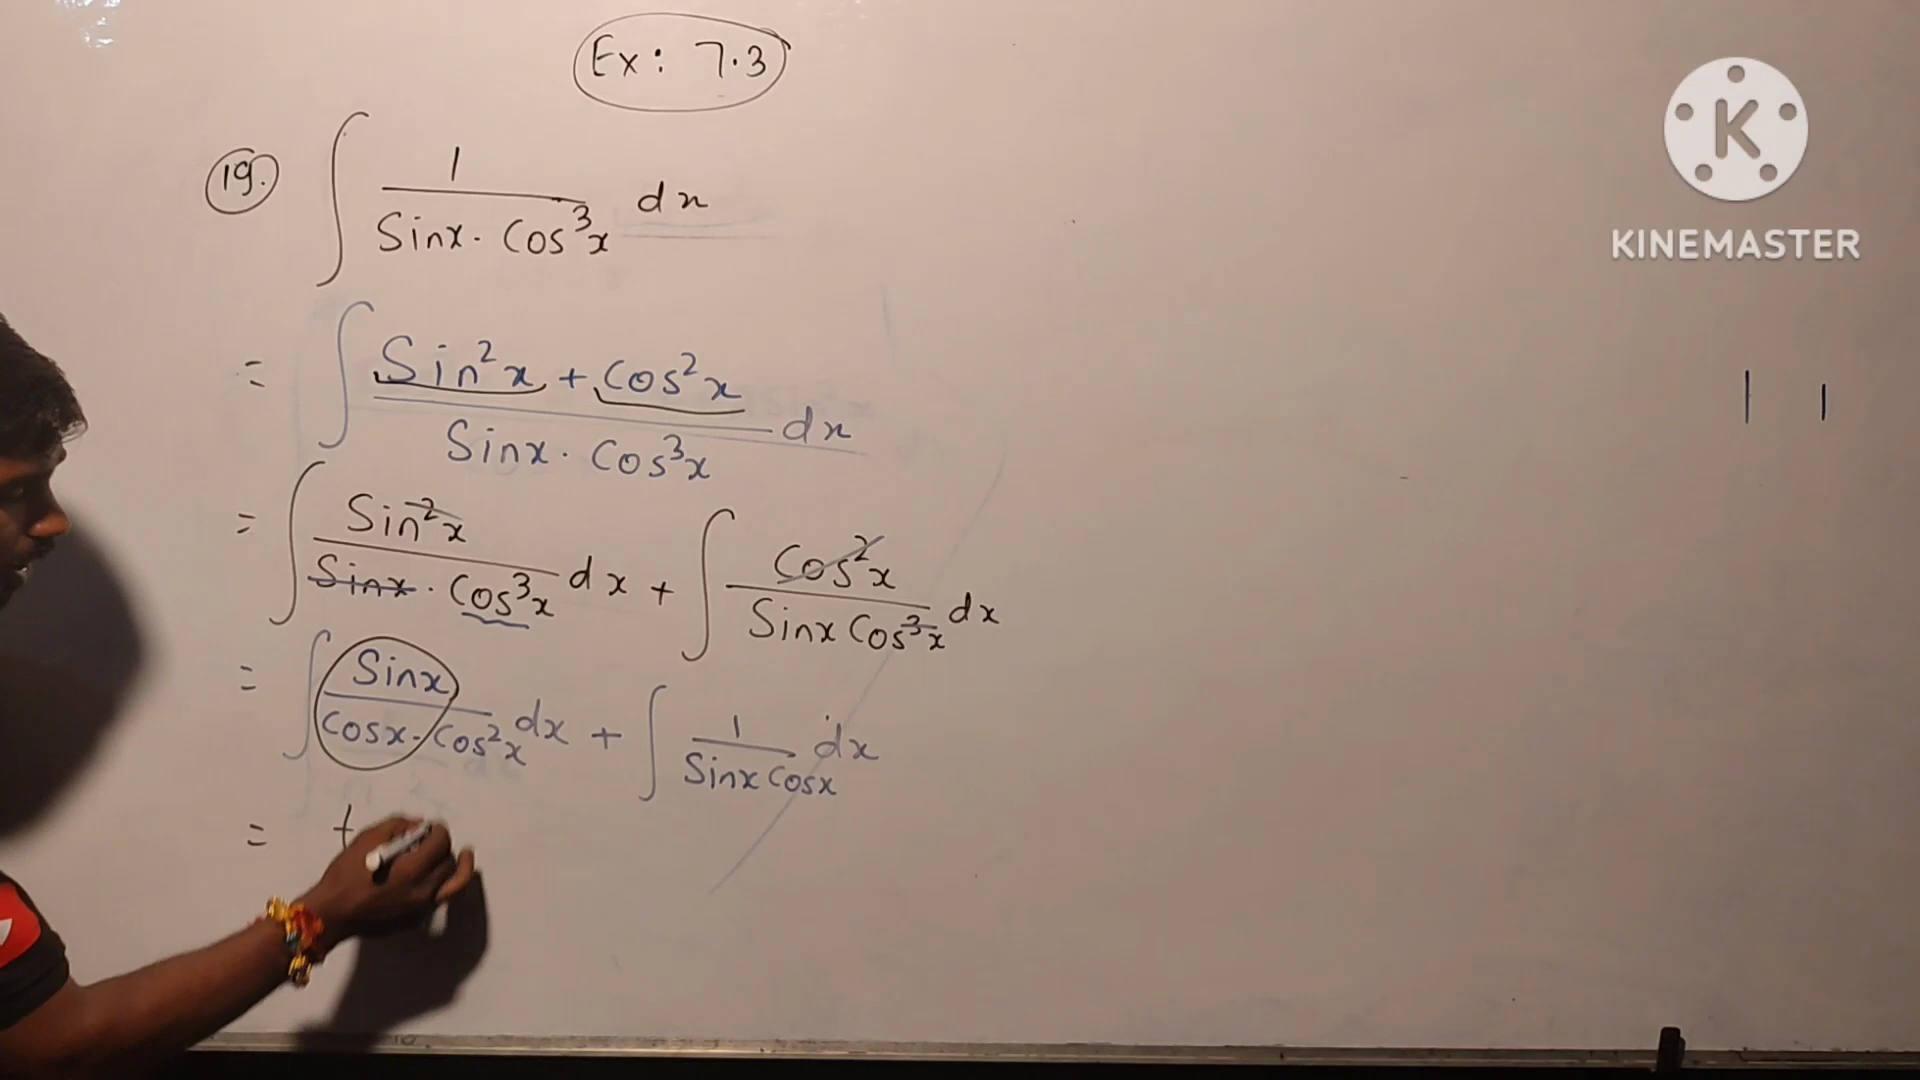 Ex: 7.3
19. ∫ 1 / (Sinx · Cos³x) dx
= ∫ (Sin²x + Cos²x) / (Sinx · Cos³x) dx
= ∫ Sin²x / (Sinx · Cos³x) dx + ∫ Cos²x / (Sinx Cos³x) dx
= ∫ Sinx / (Cosx · Cos²x) dx + ∫ 1 / (Sinx Cosx) dx
= t
K
KINEMASTER